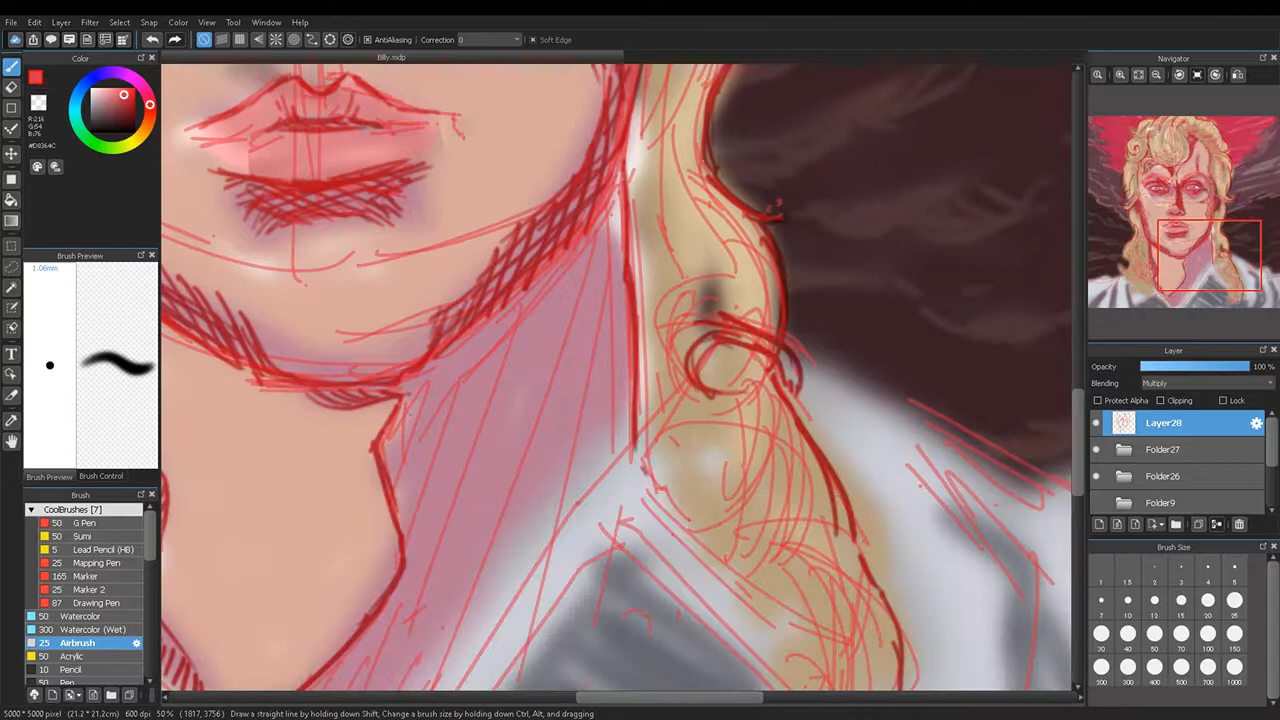 File Edit Layer Filter Select Snap Color View Tool Window Help
AntiAliasing Correction 0 Soft Edge
Color
Billy.mdp
Navigator
R:216
G:54
B:76
#D8364C
Brush Preview
1.06mm
Brush Preview Brush Control
Brush
CoolBrushes [7]
50 G Pen
50 Sumi
5 Lead Pencil (HB)
25 Mapping Pen
165 Marker
25 Marker 2
87 Drawing Pen
50 Watercolor
300 Watercolor (Wet)
25 Airbrush
50 Acrylic
10 Pencil
50 Pen
Layer
Opacity 100 %
Blending Multiply
Protect Alpha Clipping Lock
Layer28
Folder27
Folder26
Folder9
Brush Size
1 1.5 2 3 4 5
7 10 12 15 20 25
30 40 50 70 100 150
200 300 400 500 700 1000
5000 * 5000 pixel (21.2 * 21.2cm) 600 dpi 50 % (1817, 3756) Draw a straight line by holding down Shift, Change a brush size by holding down Ctrl, Alt, and dragging